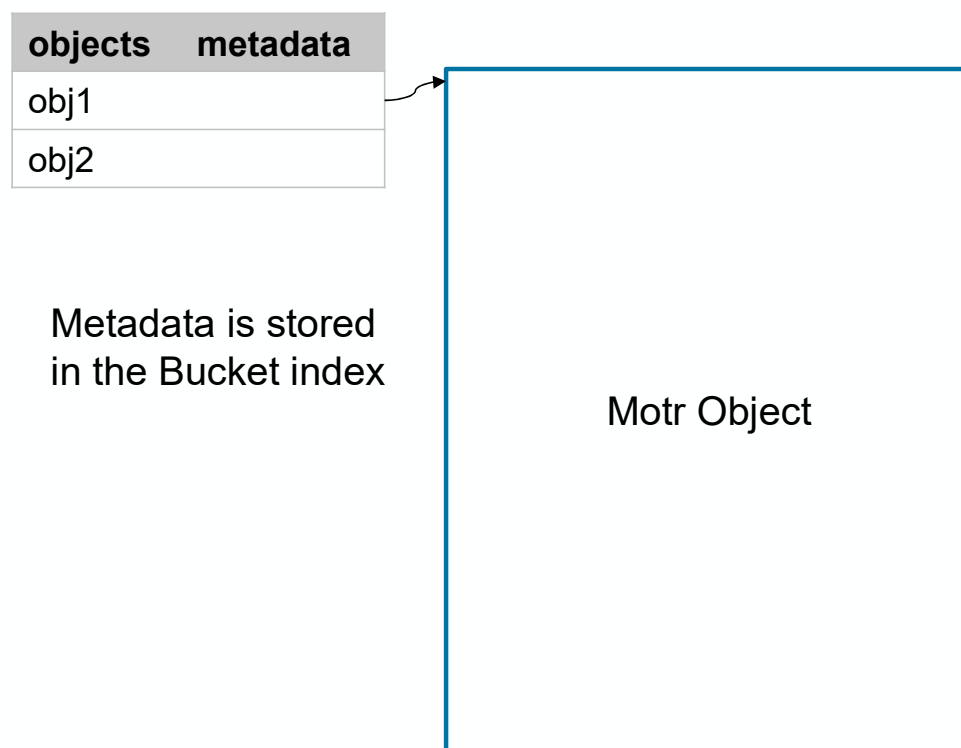 objects metadata
obj1
obj2
Metadata is stored
in the Bucket index
Motr Object